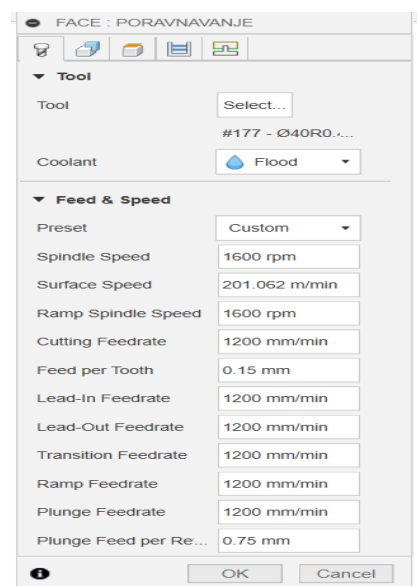 FACE : PORAVNAVANJE
Tool
Tool Select...
#177 - Ø40R0....
Coolant Flood
Feed & Speed
Preset Custom
Spindle Speed 1600 rpm
Surface Speed 201.062 m/min
Ramp Spindle Speed 1600 rpm
Cutting Feedrate 1200 mm/min
Feed per Tooth 0.15 mm
Lead-In Feedrate 1200 mm/min
Lead-Out Feedrate 1200 mm/min
Transition Feedrate 1200 mm/min
Ramp Feedrate 1200 mm/min
Plunge Feedrate 1200 mm/min
Plunge Feed per Re... 0.75 mm
OK Cancel